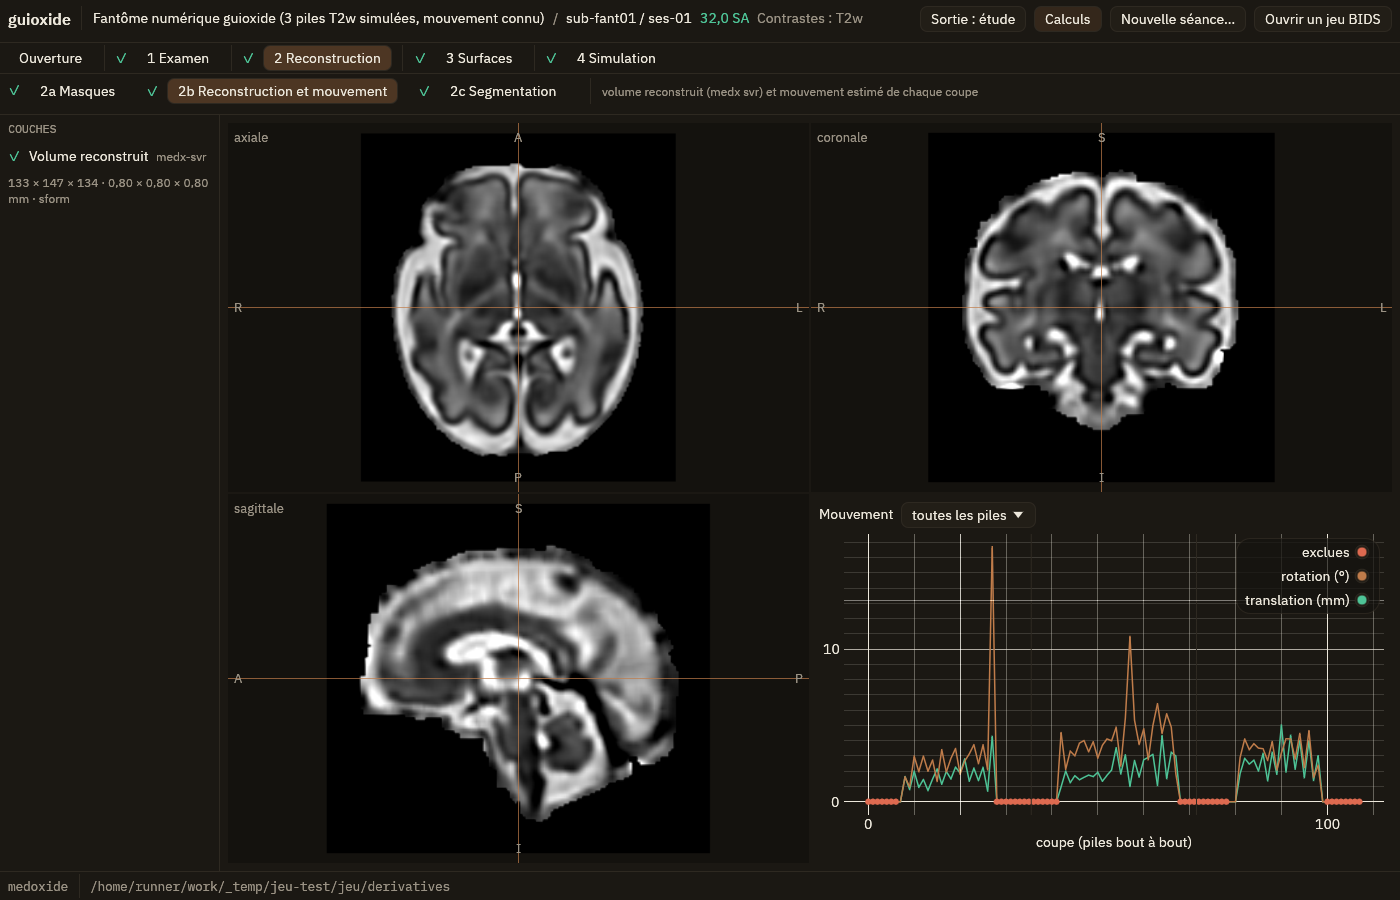 guioxide Fantôme numérique guioxide (3 piles T2w simulées, mouvement connu) / sub-fant01 / ses-01 32,0 SA Contrastes : T2w Sortie : étude Calculs Nouvelle séance... Ouvrir un jeu BIDS
Ouverture ✓ 1 Examen ✓ 2 Reconstruction ✓ 3 Surfaces ✓ 4 Simulation
✓ 2a Masques ✓ 2b Reconstruction et mouvement ✓ 2c Segmentation volume reconstruit (medx svr) et mouvement estimé de chaque coupe
COUCHES
✓ Volume reconstruit medx-svr
133 × 147 × 134 · 0,80 × 0,80 × 0,80
mm · sform
axiale
A
R
L
P
coronale
S
R
L
I
sagittale
S
A
P
I
Mouvement toutes les piles
exclues
rotation (°)
translation (mm)
10
0
0
100
coupe (piles bout à bout)
medoxide /home/runner/work/_temp/jeu-test/jeu/derivatives